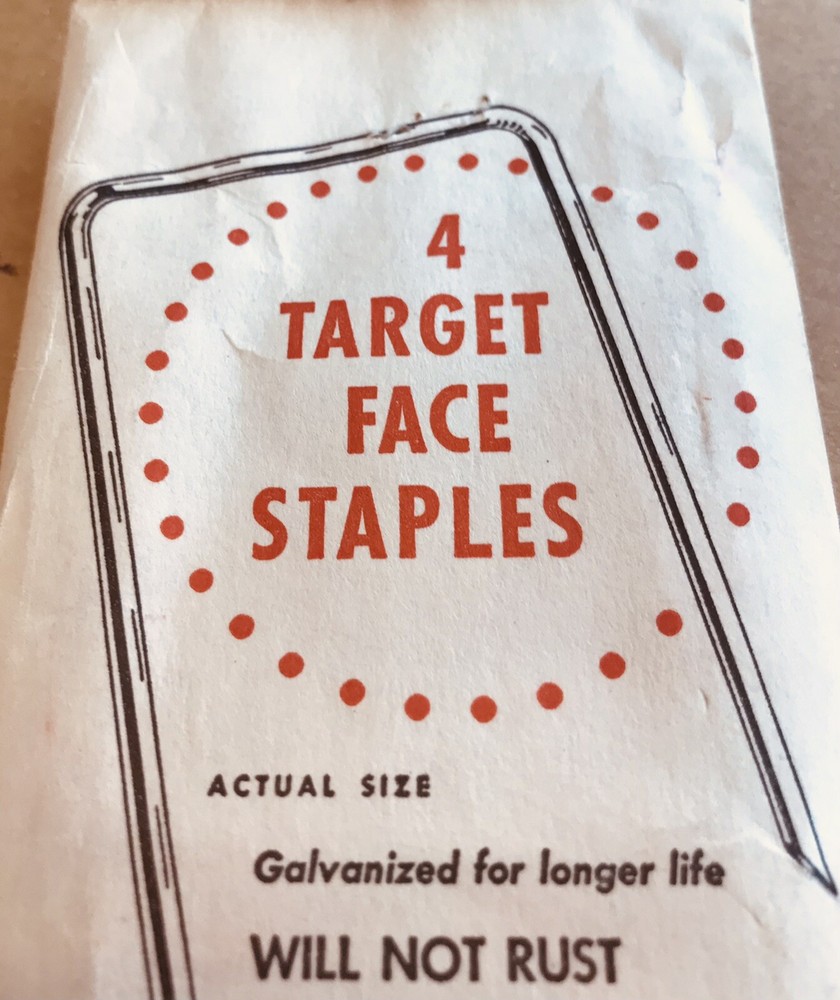 4
TARGET
FACE
STAPLES
ACTUAL SIZE
Galvanized for longer life
WILL NOT RUST